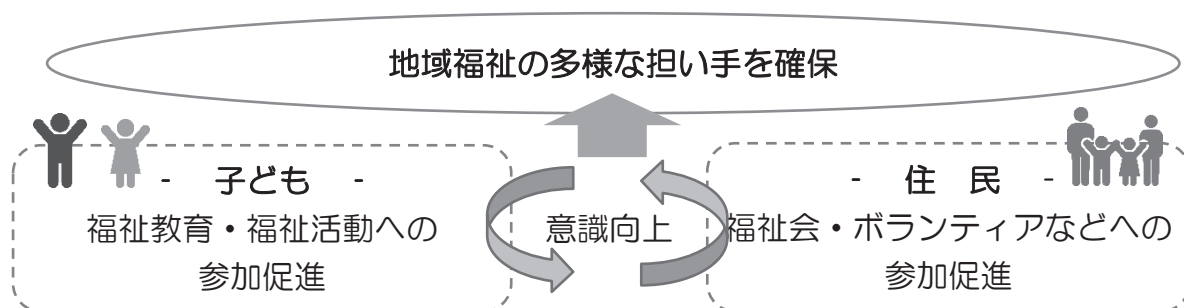 地域福祉の多様な担い手を確保
- 子ども -
福祉教育・福祉活動への
参加促進
意識向上
- 住 民 -
福祉会・ボランティアなどへの
参加促進